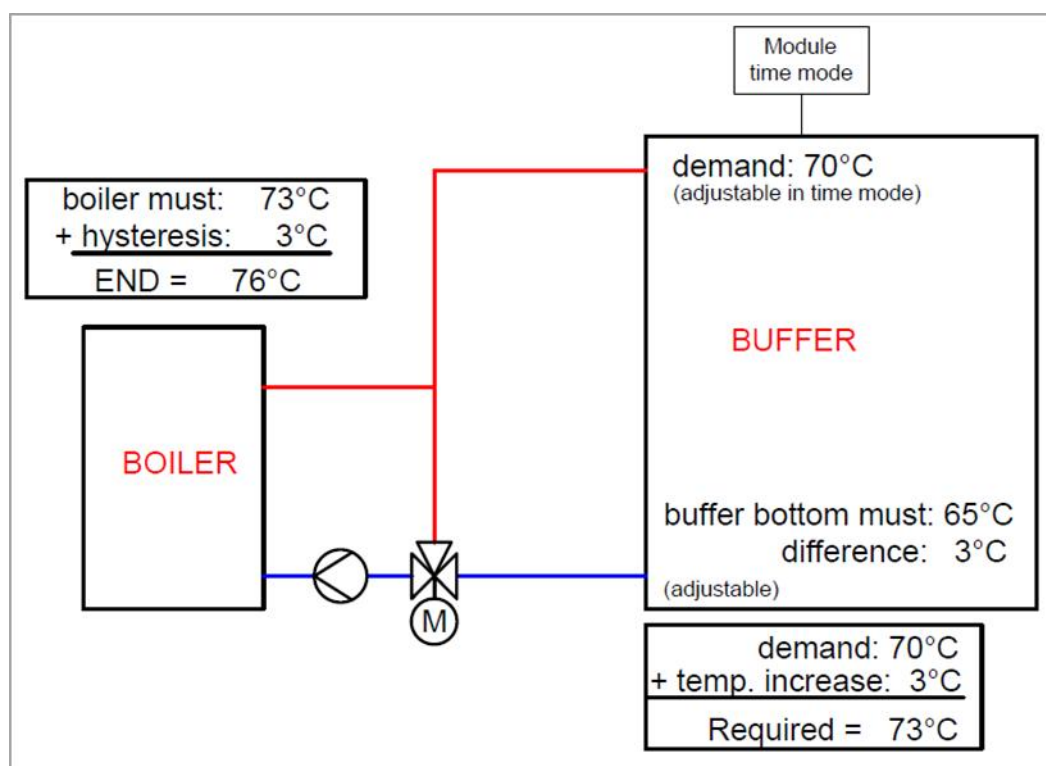 Module
time mode
demand: 70°C
(adjustable in time mode)
boiler must: 73°C
+ hysteresis: 3°C
END = 76°C
BUFFER
BOILER
buffer bottom must: 65°C
difference: 3°C
(adjustable)
M
demand: 70°C
+ temp. increase: 3°C
Required = 73°C